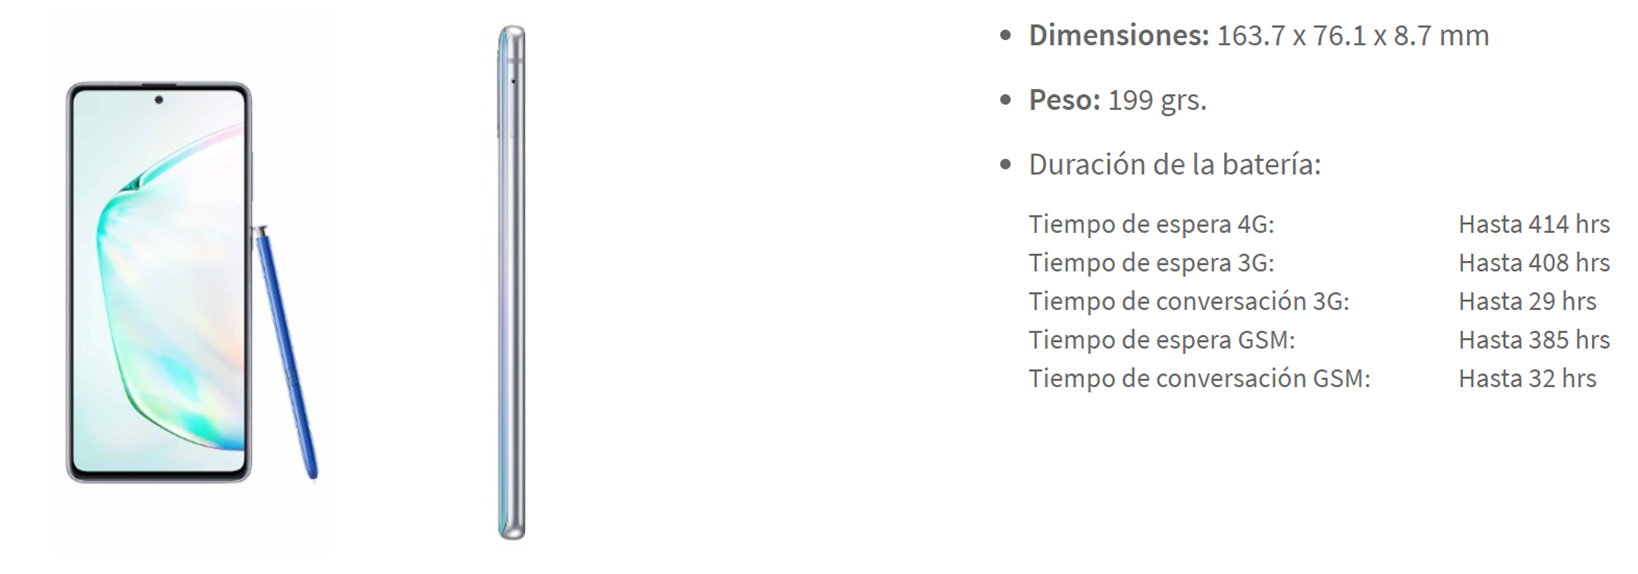 Dimensiones: 163.7 x 76.1 x 8.7 mm
Peso: 199 grs.
Duración de la batería:
Tiempo de espera 4G: Hasta 414 hrs
Tiempo de espera 3G: Hasta 408 hrs
Tiempo de conversación 3G: Hasta 29 hrs
Tiempo de espera GSM: Hasta 385 hrs
Tiempo de conversación GSM: Hasta 32 hrs